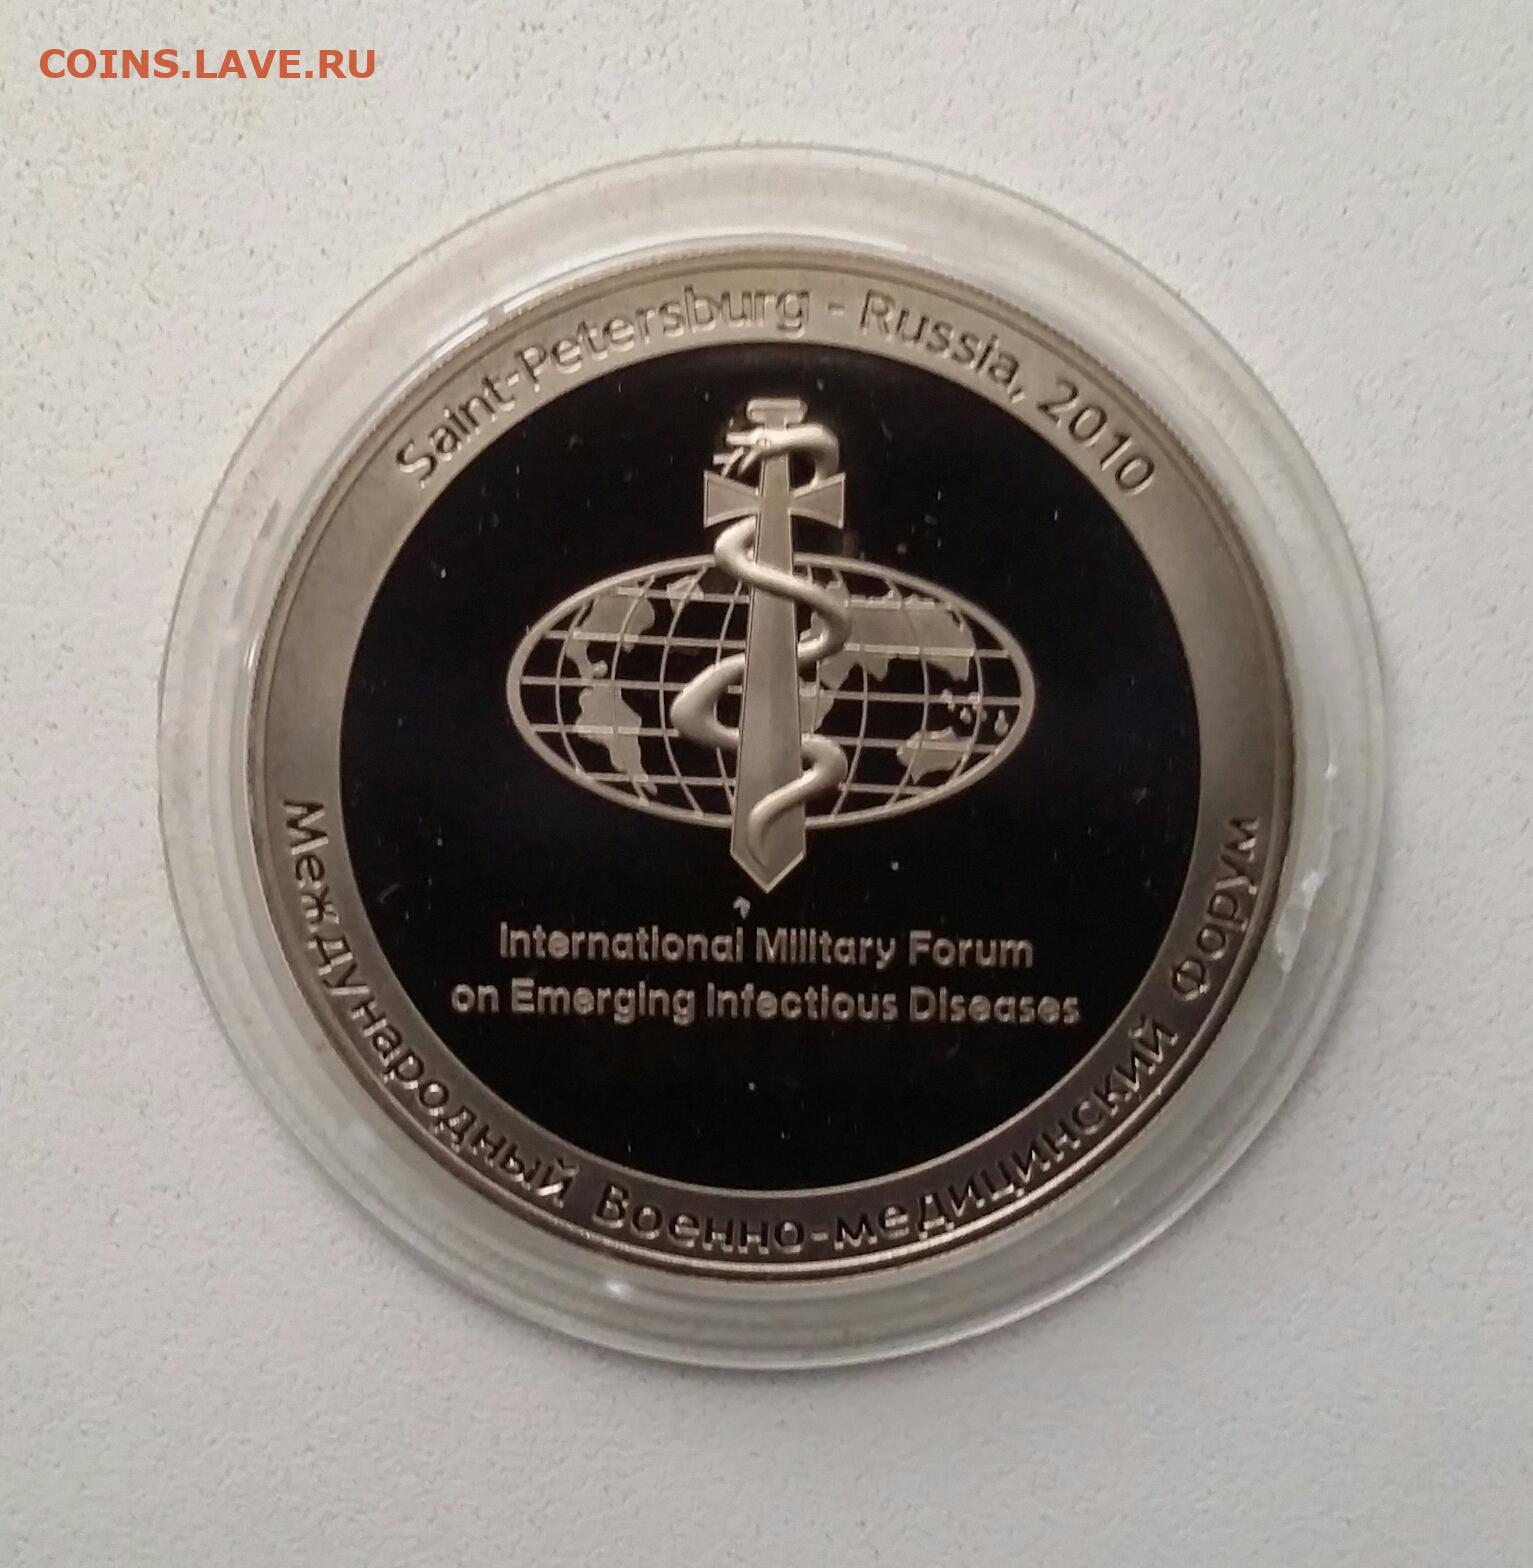 COINS.LAVE.RU
Saint-Petersburg - Russia, 2010
International Military Forum
on Emerging Infectious Diseases
Международный Военно-медицинский Форум